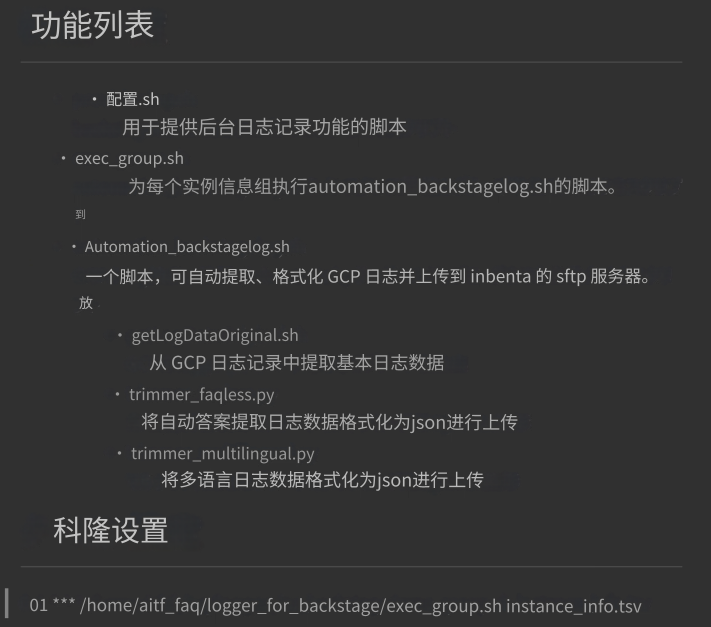 功能列表
• 配置.sh
用于提供后台日志记录功能的脚本
• exec_group.sh
为每个实例信息组执行automation_backstagelog.sh的脚本。
到
• Automation_backstagelog.sh
一个脚本，可自动提取、格式化 GCP 日志并上传到 inbenta 的 sftp 服务器。
放
• getLogDataOriginal.sh
从 GCP 日志记录中提取基本日志数据
• trimmer_faqless.py
将自动答案提取日志数据格式化为json进行上传
• trimmer_multilingual.py
将多语言日志数据格式化为json进行上传
科隆设置
01 *** /home/aitf_faq/logger_for_backstage/exec_group.sh instance_info.tsv